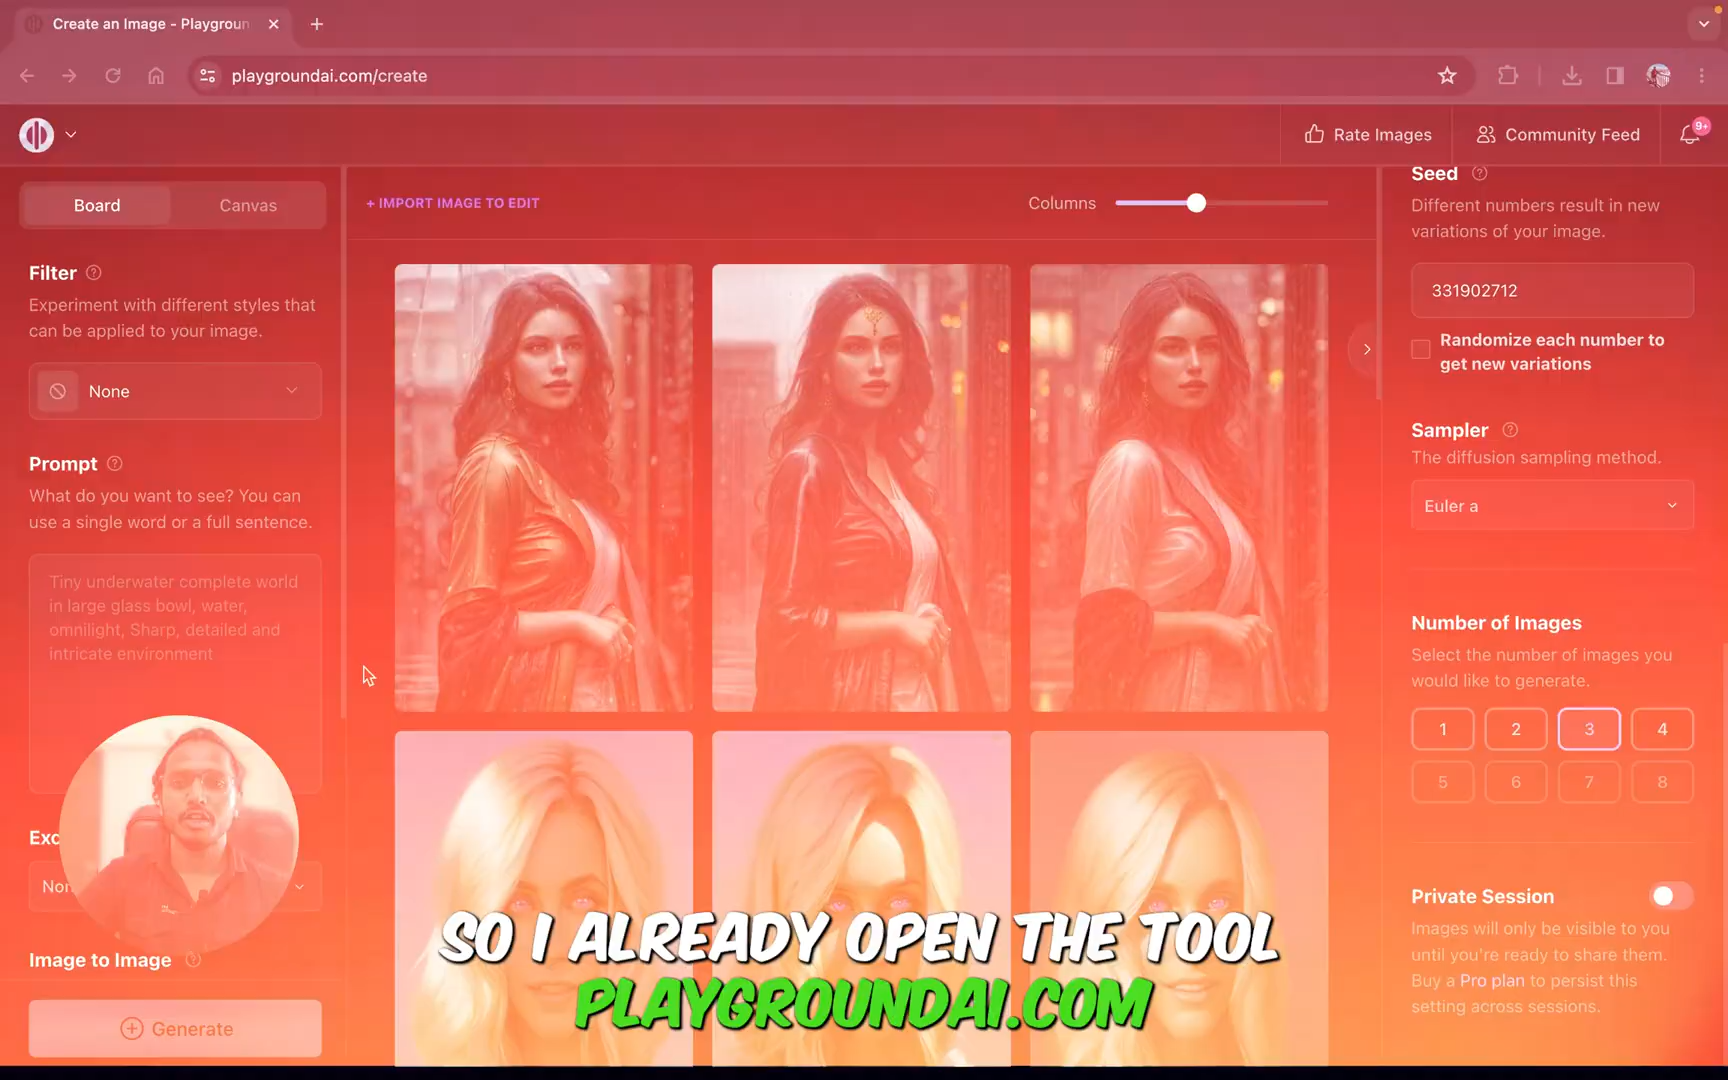 Create an Image - Playgroun
playgroundai.com/create
Rate Images
Community Feed
9+
Board
Canvas
+ IMPORT IMAGE TO EDIT
Columns
Filter
Experiment with different styles that
can be applied to your image.
None
Prompt
What do you want to see? You can
use a single word or a full sentence.
Tiny underwater complete world
in large glass bowl, water,
omnilight, Sharp, detailed and
intricate environment
Exc
Non
Image to Image
Generate
Seed
Different numbers result in new
variations of your image.
331902712
Randomize each number to
get new variations
Sampler
The diffusion sampling method.
Euler a
Number of Images
Select the number of images you
would like to generate.
1 2 3 4
5 6 7 8
Private Session
Images will only be visible to you
until you're ready to share them.
Buy a Pro plan to persist this
setting across sessions.
SO I ALREADY OPEN THE TOOL
PLAYGROUNDAI.COM